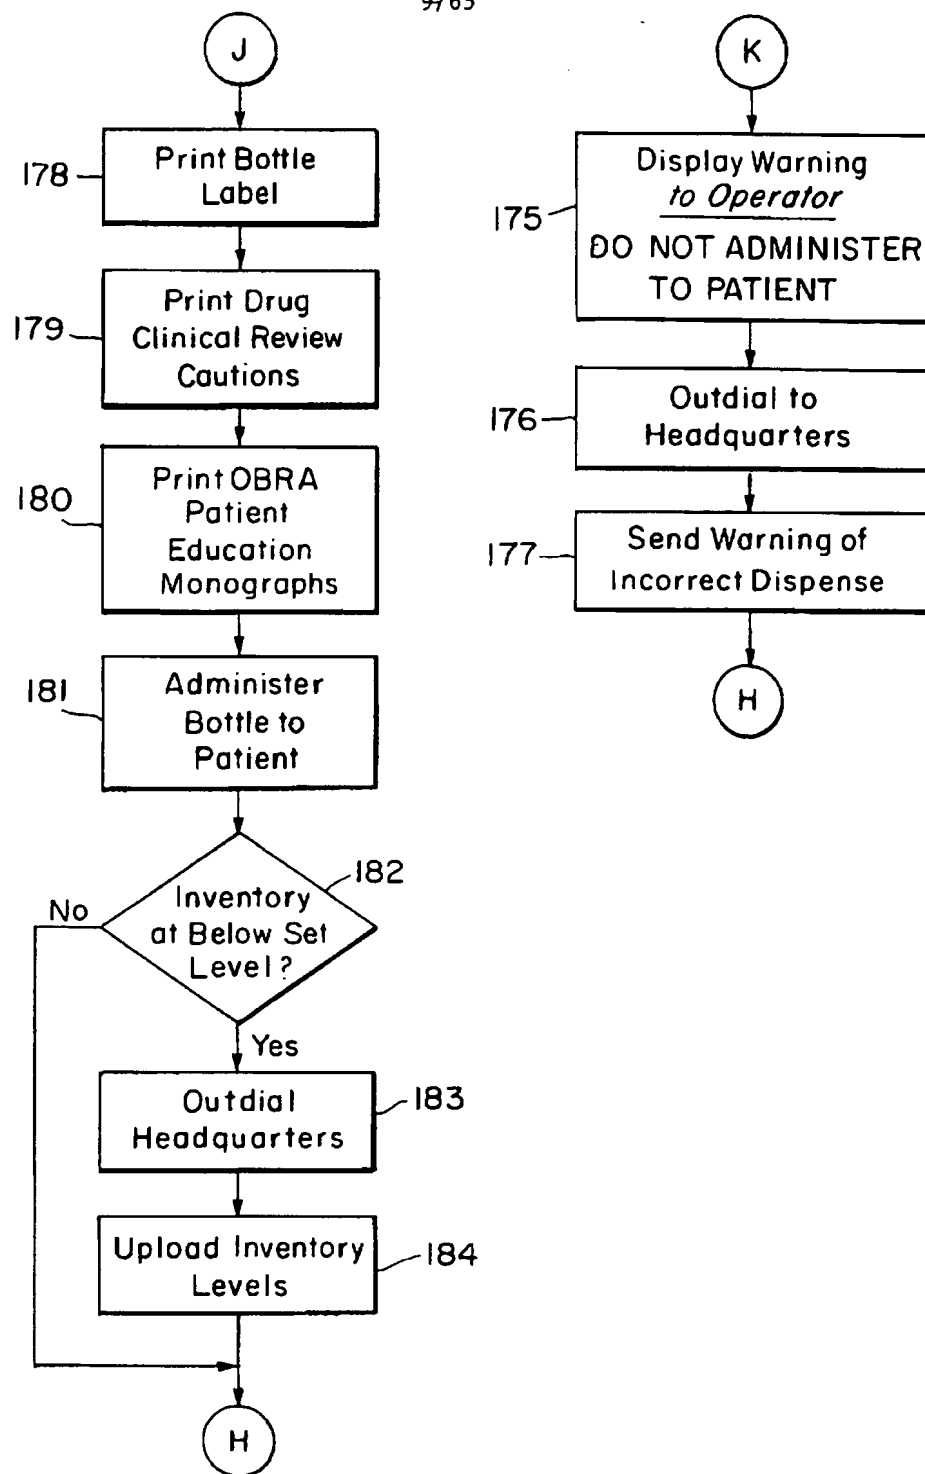 9/63
J
178
Print Bottle
Label
179
Print Drug
Clinical Review
Cautions
180
Print OBRA
Patient
Education
Monographs
181
Administer
Bottle to
Patient
182
Inventory
at Below Set
Level?
No
Yes
Outdial
Headquarters
183
Upload Inventory
Levels
184
H
K
175
Display Warning
to Operator
DO NOT ADMINISTER
TO PATIENT
176
Outdial to
Headquarters
177
Send Warning of
Incorrect Dispense
H